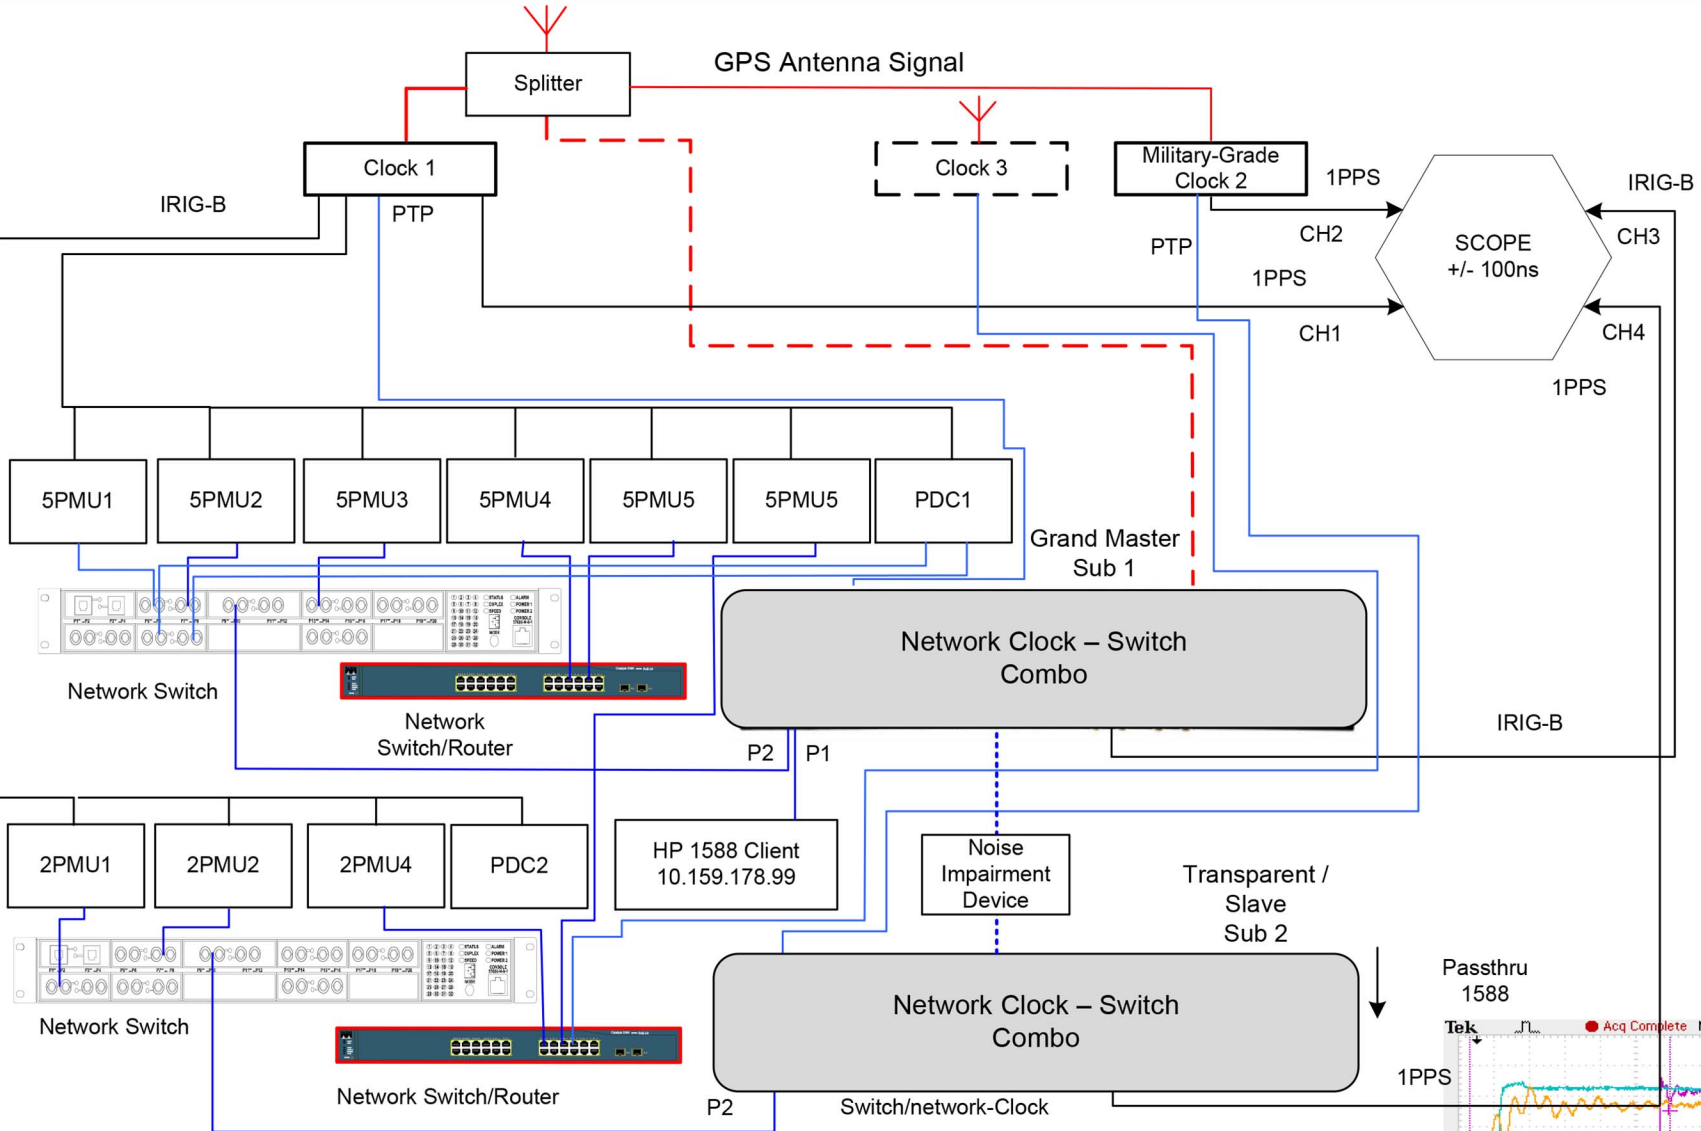 Splitter
GPS Antenna Signal
Clock 1
Clock 3
Military-Grade
Clock 2
1PPS
IRIG-B
IRIG-B
PTP
CH2
CH3
SCOPE
+/- 100ns
PTP
1PPS
CH1
CH4
1PPS
5PMU1
5PMU2
5PMU3
5PMU4
5PMU5
5PMU5
PDC1
Grand Master
Sub 1
Network Clock – Switch
Combo
Network Switch
Network
Switch/Router
IRIG-B
P2
P1
2PMU1
2PMU2
2PMU4
PDC2
HP 1588 Client
10.159.178.99
Noise
Impairment
Device
Transparent /
Slave
Sub 2
Passthru
1588
Network Clock – Switch
Combo
Network Switch
Tek
Acq Complete
1PPS
Network Switch/Router
P2
Switch/network-Clock